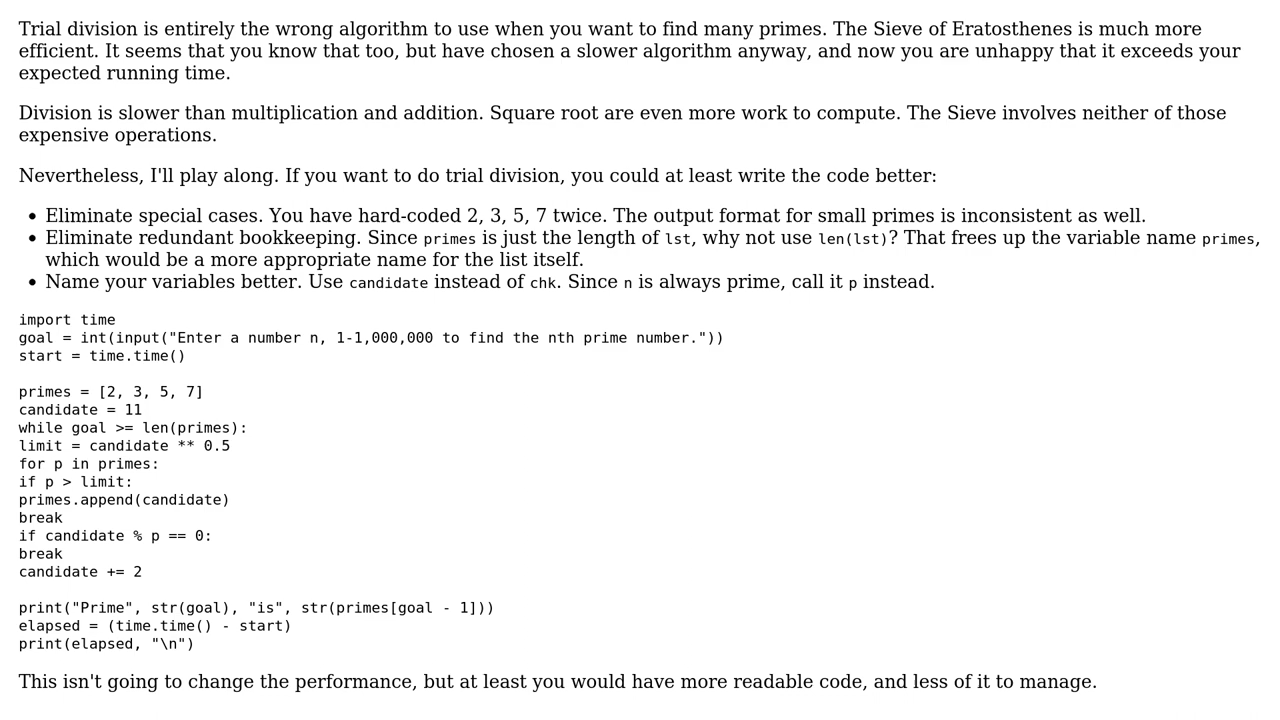 Trial division is entirely the wrong algorithm to use when you want to find many primes. The Sieve of Eratosthenes is much more
efficient. It seems that you know that too, but have chosen a slower algorithm anyway, and now you are unhappy that it exceeds your
expected running time.
Division is slower than multiplication and addition. Square root are even more work to compute. The Sieve involves neither of those
expensive operations.
Nevertheless, I'll play along. If you want to do trial division, you could at least write the code better:
• Eliminate special cases. You have hard-coded 2, 3, 5, 7 twice. The output format for small primes is inconsistent as well.
• Eliminate redundant bookkeeping. Since primes is just the length of lst, why not use len(lst)? That frees up the variable name primes,
which would be a more appropriate name for the list itself.
• Name your variables better. Use candidate instead of chk. Since n is always prime, call it p instead.
import time
goal = int(input("Enter a number n, 1-1,000,000 to find the nth prime number."))
start = time.time()
primes = [2, 3, 5, 7]
candidate = 11
while goal >= len(primes):
limit = candidate ** 0.5
for p in primes:
if p > limit:
primes.append(candidate)
break
if candidate % p == 0:
break
candidate += 2
print("Prime", str(goal), "is", str(primes[goal - 1]))
elapsed = (time.time() - start)
print(elapsed, "\n")
This isn't going to change the performance, but at least you would have more readable code, and less of it to manage.